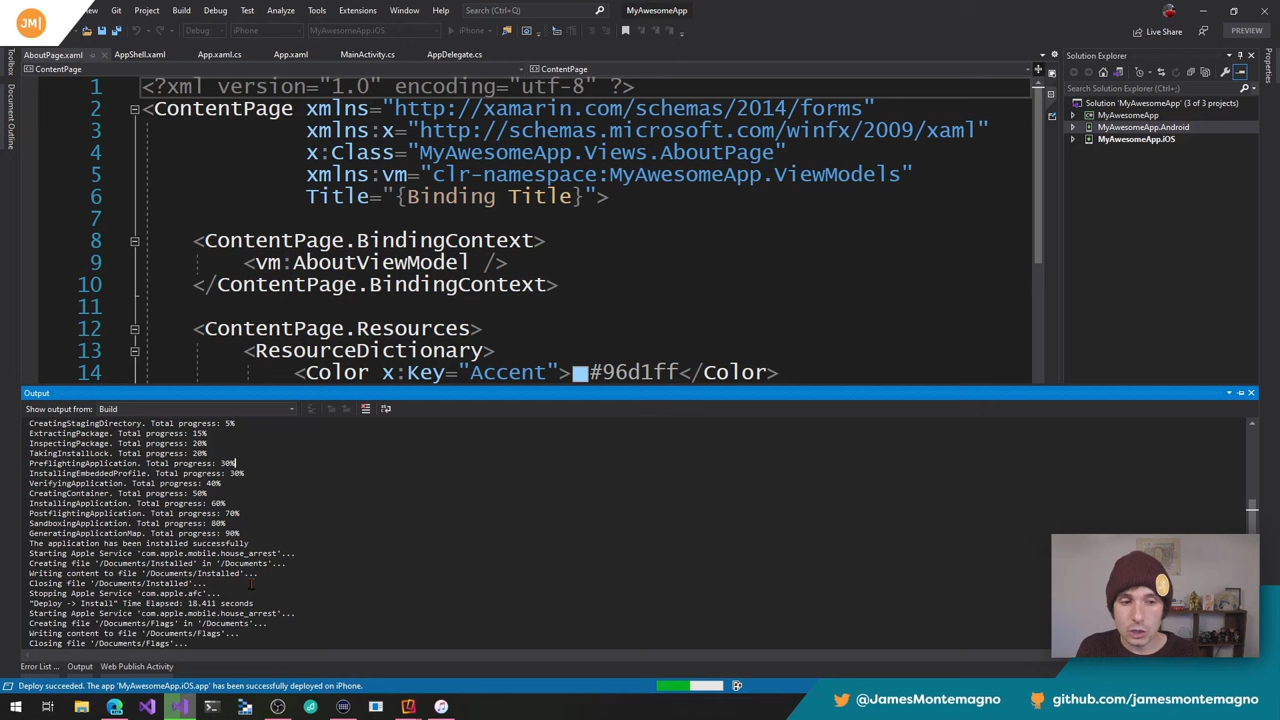 JM
View
Git
Project
Build
Debug
Test
Analyze
Tools
Extensions
Window
Help
Search (Ctrl+;)
MyAwesomeApp
Debug
iPhone
MyAwesomeApp.iOS
iPhone
Live Share
PREVIEW
AboutPage.xaml
AppShell.xaml
App.xaml.cs
App.xaml
MainActivity.cs
AppDelegate.cs
ContentPage
ContentPage
Toolbox
Document Outline
1 <?xml version="1.0" encoding="utf-8" ?>
2 <ContentPage xmlns="http://xamarin.com/schemas/2014/forms"
3 xmlns:x="http://schemas.microsoft.com/winfx/2009/xaml"
4 x:Class="MyAwesomeApp.Views.AboutPage"
5 xmlns:vm="clr-namespace:MyAwesomeApp.ViewModels"
6 Title="{Binding Title}">
7
8 <ContentPage.BindingContext>
9 <vm:AboutViewModel />
10 </ContentPage.BindingContext>
11
12 <ContentPage.Resources>
13 <ResourceDictionary>
14 <Color x:Key="Accent">#96d1ff</Color>
Solution Explorer
Search Solution Explorer (Ctrl+;)
Solution 'MyAwesomeApp' (3 of 3 projects)
MyAwesomeApp
MyAwesomeApp.Android
MyAwesomeApp.iOS
Output
Show output from: Build
CreatingStagingDirectory. Total progress: 5%
ExtractingPackage. Total progress: 15%
InspectingPackage. Total progress: 20%
TakingInstallLock. Total progress: 20%
PreflightingApplication. Total progress: 30%
InstallingEmbeddedProfile. Total progress: 30%
VerifyingApplication. Total progress: 40%
CreatingContainer. Total progress: 50%
InstallingApplication. Total progress: 60%
PostflightingApplication. Total progress: 70%
SandboxingApplication. Total progress: 80%
GeneratingApplicationMap. Total progress: 90%
The application has been installed successfully
Starting Apple Service 'com.apple.mobile.house_arrest'...
Creating file '/Documents/Installed' in '/Documents'...
Writing content to file '/Documents/Installed'...
Closing file '/Documents/Installed'...
Stopping Apple Service 'com.apple.afc'...
"Deploy -> Install" Time Elapsed: 18.411 seconds
Starting Apple Service 'com.apple.mobile.house_arrest'...
Creating file '/Documents/Flags' in '/Documents'...
Writing content to file '/Documents/Flags'...
Closing file '/Documents/Flags'...
Error List ...
Output
Web Publish Activity
Deploy succeeded. The app 'MyAwesomeApp.iOS.app' has been successfully deployed on iPhone.
@JamesMontemagno
github.com/jamesmontemagno